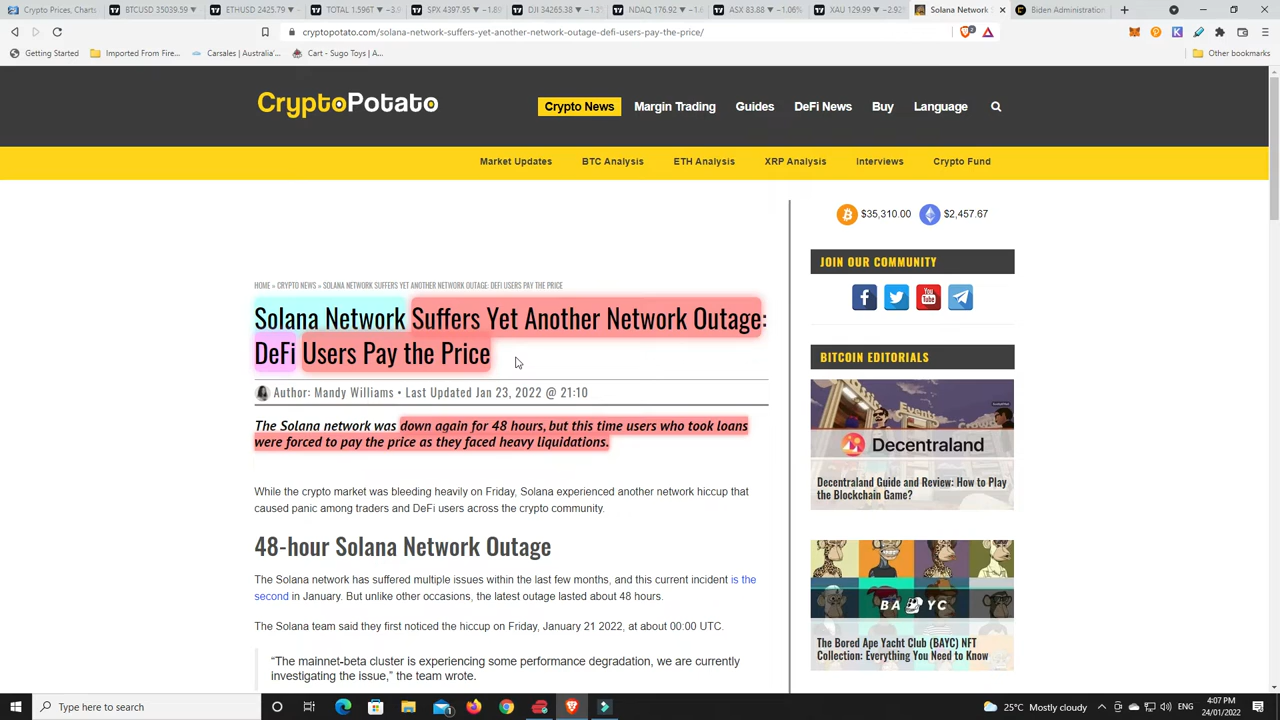 Crypto Prices, Charts
BTCUSD 35039.59
ETHUSD 2425.79
TOTAL 1.596T
SPX 4397.95
DJI 34265.38
NDAQ 176.92
ASX 83.88 −1.06%
XAU 129.99
Solana Network
Biden Administration
cryptopotato.com/solana-network-suffers-yet-another-network-outage-defi-users-pay-the-price/
Getting Started
Imported From Fire...
Carsales | Australia'...
Cart - Sugo Toys | A...
Other bookmarks
CryptoPotato
Crypto News
Margin Trading
Guides
DeFi News
Buy
Language
Market Updates
BTC Analysis
ETH Analysis
XRP Analysis
Interviews
Crypto Fund
$35,310.00
$2,457.67
HOME » CRYPTO NEWS » SOLANA NETWORK SUFFERS YET ANOTHER NETWORK OUTAGE: DEFI USERS PAY THE PRICE
Solana Network Suffers Yet Another Network Outage:
DeFi Users Pay the Price
Author: Mandy Williams • Last Updated Jan 23, 2022 @ 21:10
The Solana network was down again for 48 hours, but this time users who took loans
were forced to pay the price as they faced heavy liquidations.
While the crypto market was bleeding heavily on Friday, Solana experienced another network hiccup that
caused panic among traders and DeFi users across the crypto community.
48-hour Solana Network Outage
The Solana network has suffered multiple issues within the last few months, and this current incident is the
second in January. But unlike other occasions, the latest outage lasted about 48 hours.
The Solana team said they first noticed the hiccup on Friday, January 21 2022, at about 00:00 UTC.
“The mainnet-beta cluster is experiencing some performance degradation, we are currently
investigating the issue,” the team wrote.
JOIN OUR COMMUNITY
You
Tube
BITCOIN EDITORIALS
Events
Decentraland
Decentraland Guide and Review: How to Play
the Blockchain Game?
BAYC
The Bored Ape Yacht Club (BAYC) NFT
Collection: Everything You Need to Know
Type here to search
25°C Mostly cloudy
ENG
4:07 PM
24/01/2022